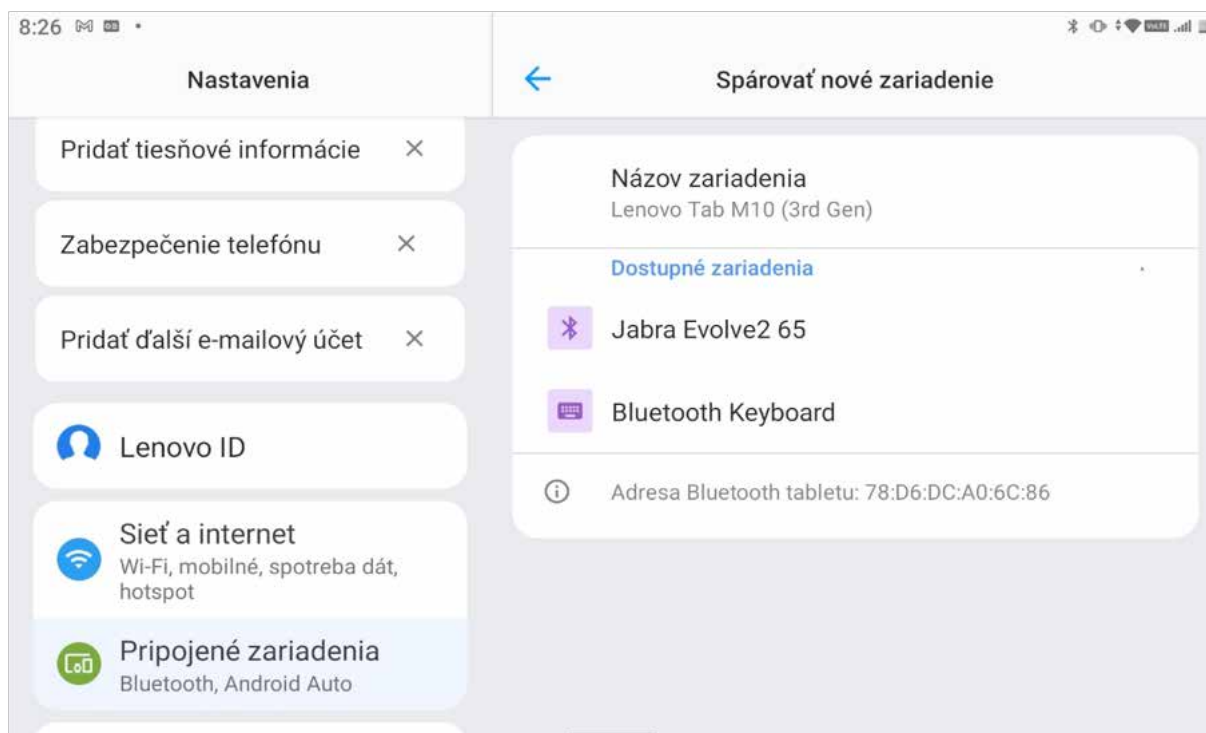 8:26
Nastavenia
Pridať tiesňové informácie
Zabezpečenie telefónu
Pridať ďalší e-mailový účet
Lenovo ID
Sieť a internet
Wi-Fi, mobilné, spotreba dát,
hotspot
Pripojené zariadenia
Bluetooth, Android Auto
Spárovať nové zariadenie
Názov zariadenia
Lenovo Tab M10 (3rd Gen)
Dostupné zariadenia
Jabra Evolve2 65
Bluetooth Keyboard
Adresa Bluetooth tabletu: 78:D6:DC:A0:6C:86